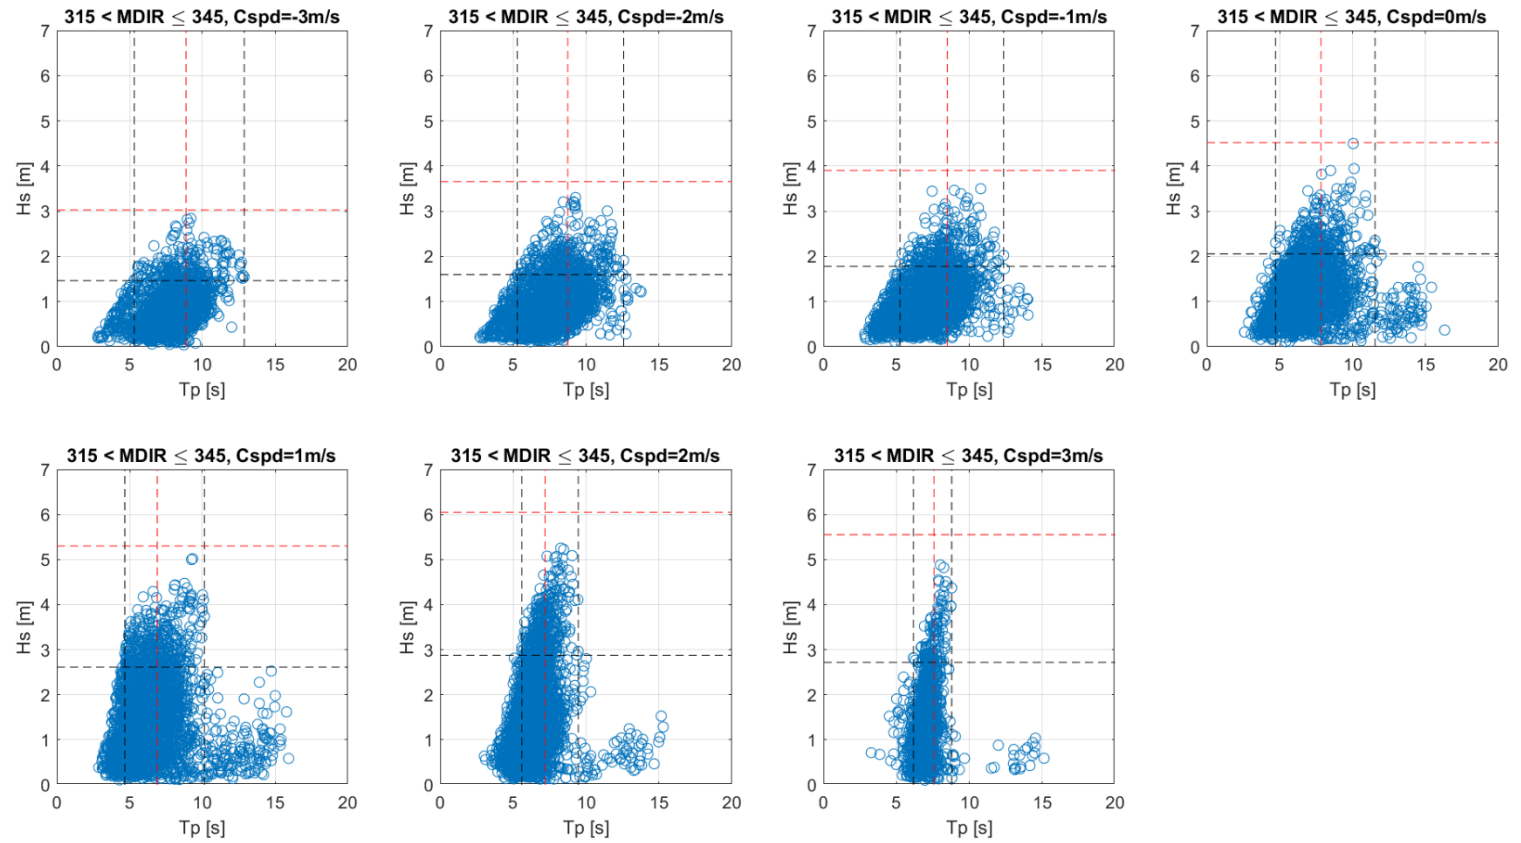 315 < MDIR ≤ 345, Cspd=-3m/s
7
6
5
4
3
2
1
0
Hs [m]
0 5 10 15 20
Tp [s]
315 < MDIR ≤ 345, Cspd=-2m/s
7
6
5
4
3
2
1
0
Hs [m]
0 5 10 15 20
Tp [s]
315 < MDIR ≤ 345, Cspd=-1m/s
7
6
5
4
3
2
1
0
Hs [m]
0 5 10 15 20
Tp [s]
315 < MDIR ≤ 345, Cspd=0m/s
7
6
5
4
3
2
1
0
Hs [m]
0 5 10 15 20
Tp [s]
315 < MDIR ≤ 345, Cspd=1m/s
7
6
5
4
3
2
1
0
Hs [m]
0 5 10 15 20
Tp [s]
315 < MDIR ≤ 345, Cspd=2m/s
7
6
5
4
3
2
1
0
Hs [m]
0 5 10 15 20
Tp [s]
315 < MDIR ≤ 345, Cspd=3m/s
7
6
5
4
3
2
1
0
Hs [m]
0 5 10 15 20
Tp [s]